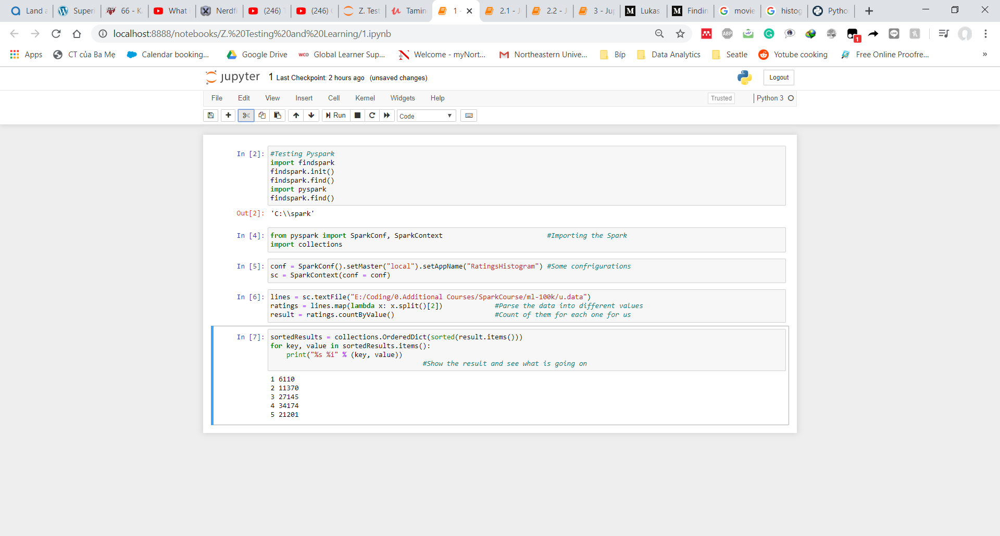 Land a Superi 66 - K What i Nerdfi (246) T (246) Z. Test Tamin 1 - 2.1 - J 2.2 - J 3 - Jup Lukas Findin movie histog Pytho
localhost:8888/notebooks/Z.%20Testing%20and%20Learning/1.ipynb
Apps CT của Ba Mẹ Calendar booking... Google Drive WCO Global Learner Sup... Welcome - myNort... Northeastern Unive... Bíp Data Analytics Seatle Yotube cooking Free Online Proofre... »
jupyter 1 Last Checkpoint: 2 hours ago (unsaved changes) Logout
File Edit View Insert Cell Kernel Widgets Help Trusted Python 3
Run Code
In [2]: #Testing Pyspark
import findspark
findspark.init()
findspark.find()
import pyspark
findspark.find()
Out[2]: 'C:\\spark'
In [4]: from pyspark import SparkConf, SparkContext #Importing the Spark
import collections
In [5]: conf = SparkConf().setMaster("local").setAppName("RatingsHistogram") #Some confrigurations
sc = SparkContext(conf = conf)
In [6]: lines = sc.textFile("E:/Coding/0.Additional Courses/SparkCourse/ml-100k/u.data")
ratings = lines.map(lambda x: x.split()[2]) #Parse the data into different values
result = ratings.countByValue() #Count of them for each one for us
In [7]: sortedResults = collections.OrderedDict(sorted(result.items()))
for key, value in sortedResults.items():
print("%s %i" % (key, value))
#Show the result and see what is going on
1 6110
2 11370
3 27145
4 34174
5 21201